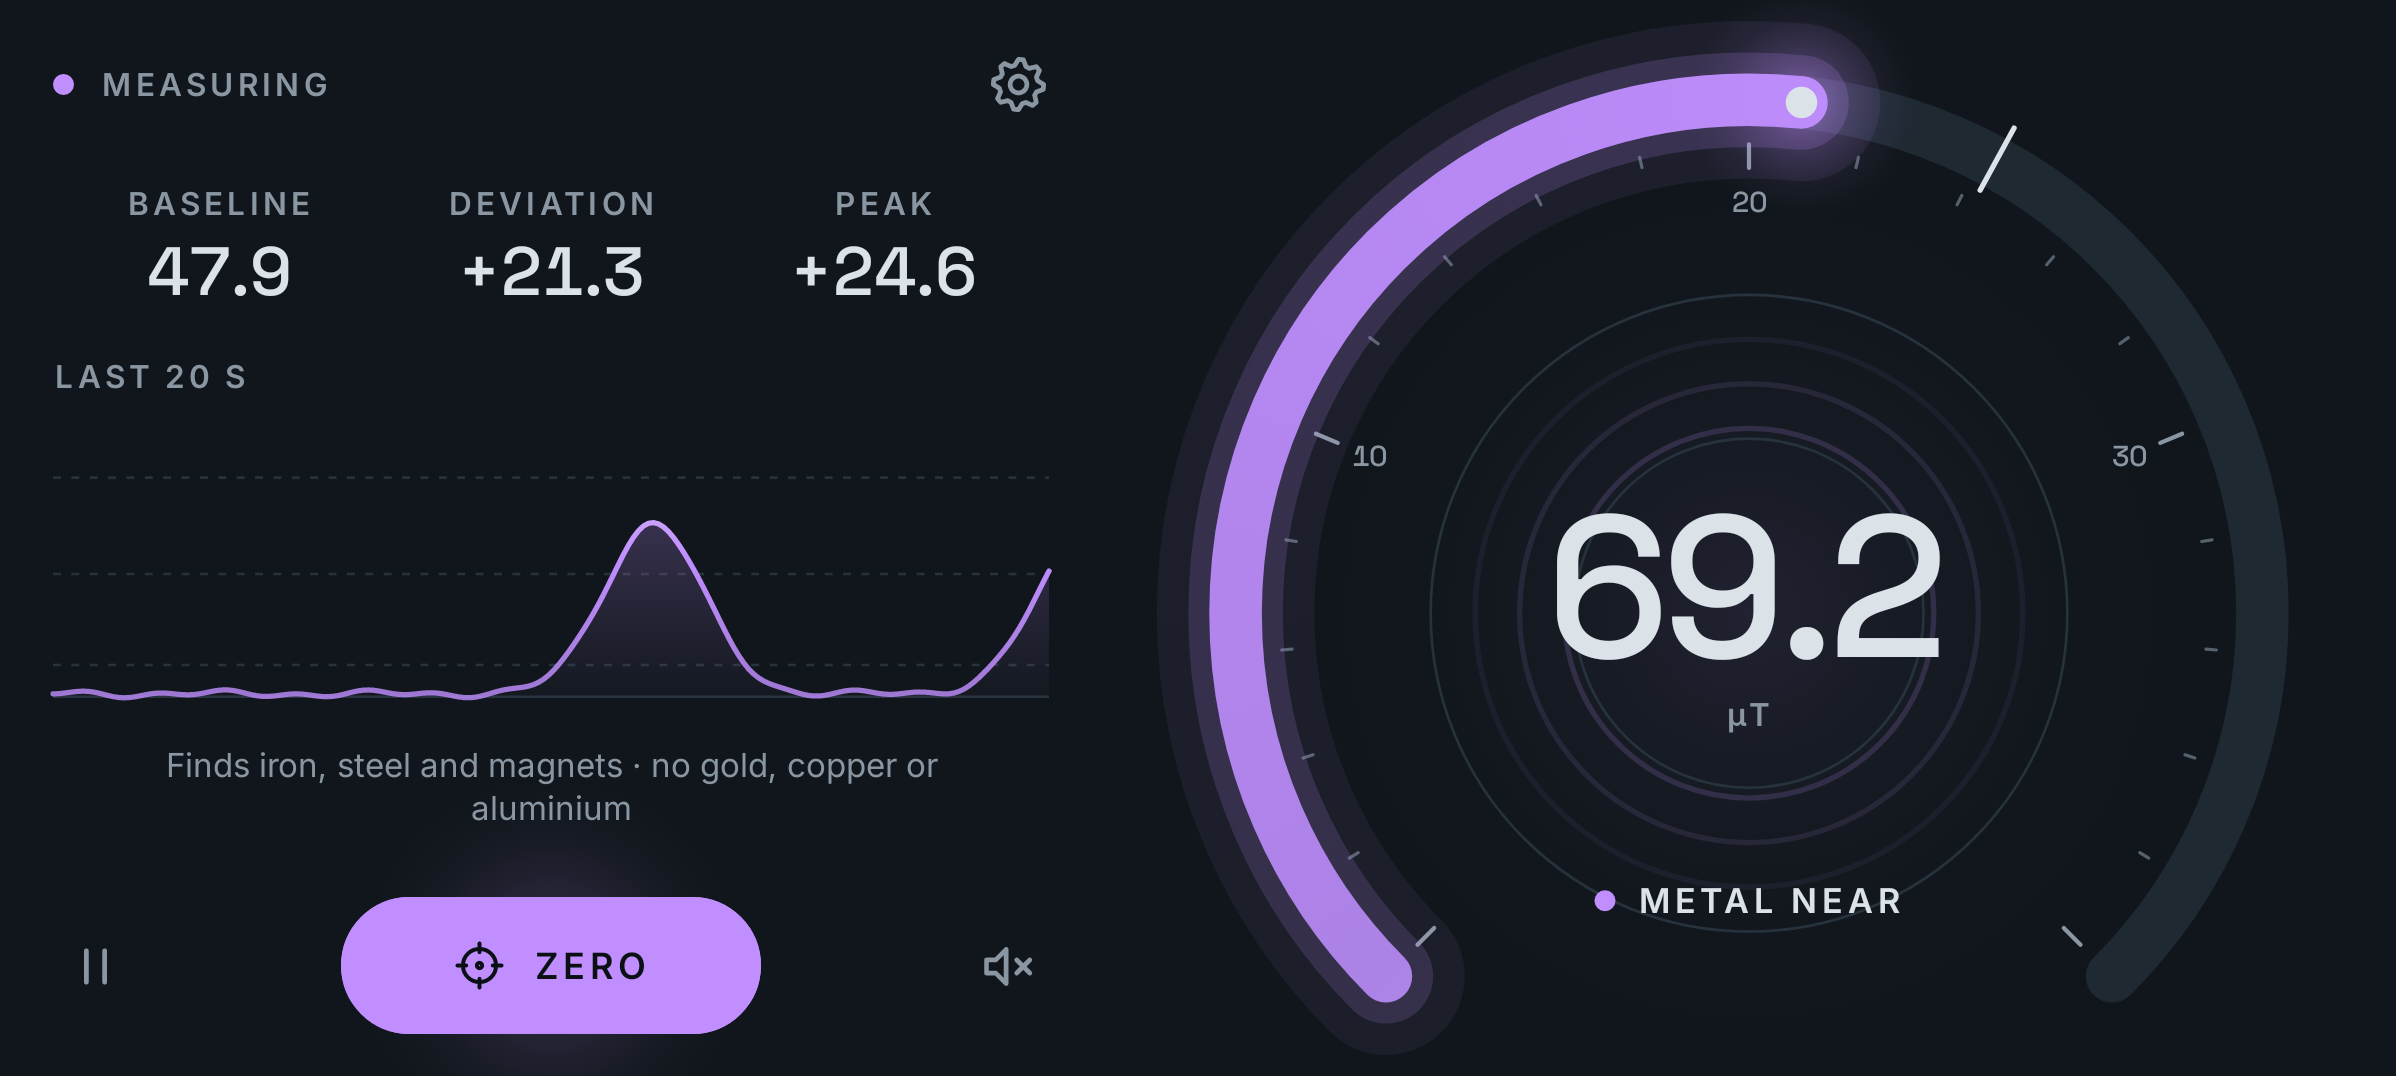 MEASURING
BASELINE
47.9
DEVIATION
+21.3
PEAK
+24.6
LAST 20 S
Finds iron, steel and magnets · no gold, copper or
aluminium
ZERO
20
10
30
69.2
µT
METAL NEAR